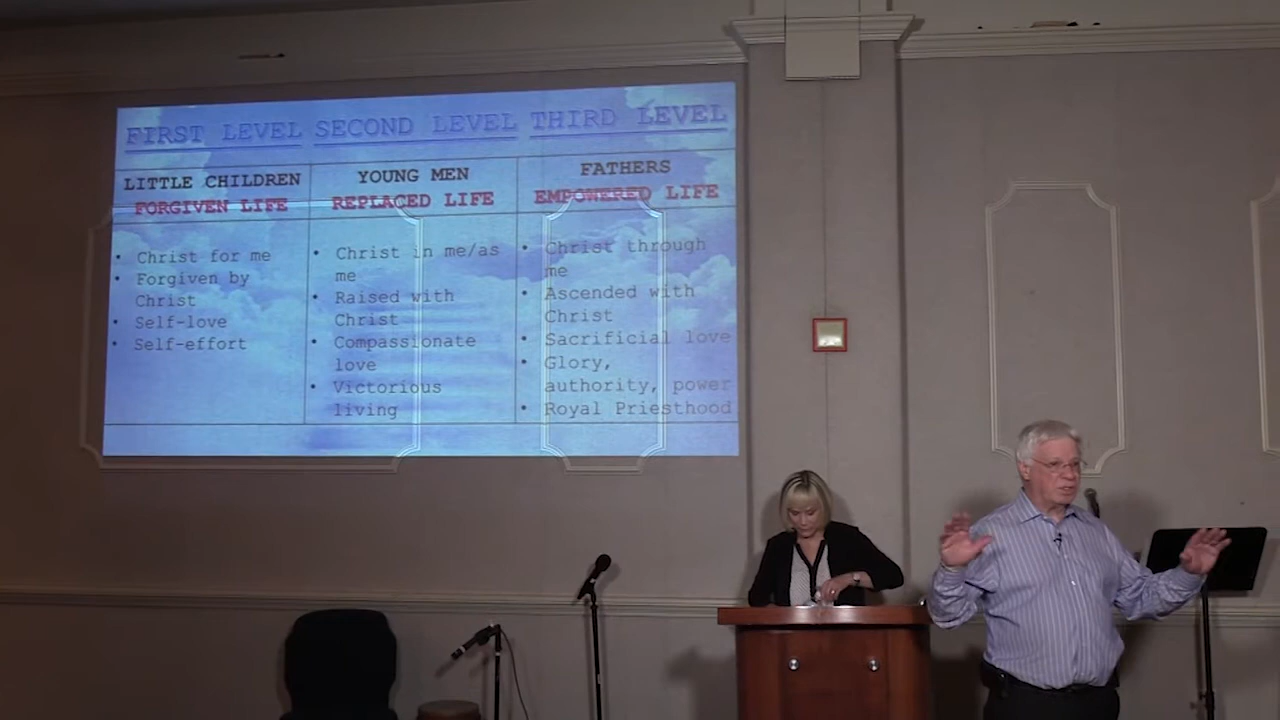 FIRST LEVEL
LITTLE CHILDREN
FORGIVEN LIFE
• Christ for me
• Forgiven by
Christ
• Self-love
• Self-effort
SECOND LEVEL
YOUNG MEN
REPLACED LIFE
• Christ in me/as
me
• Raised with
Christ
• Compassionate
love
• Victorious
living
THIRD LEVEL
FATHERS
EMPOWERED LIFE
• Christ through
me
• Ascended with
Christ
• Sacrificial love
• Glory,
authority, power
• Royal Priesthood